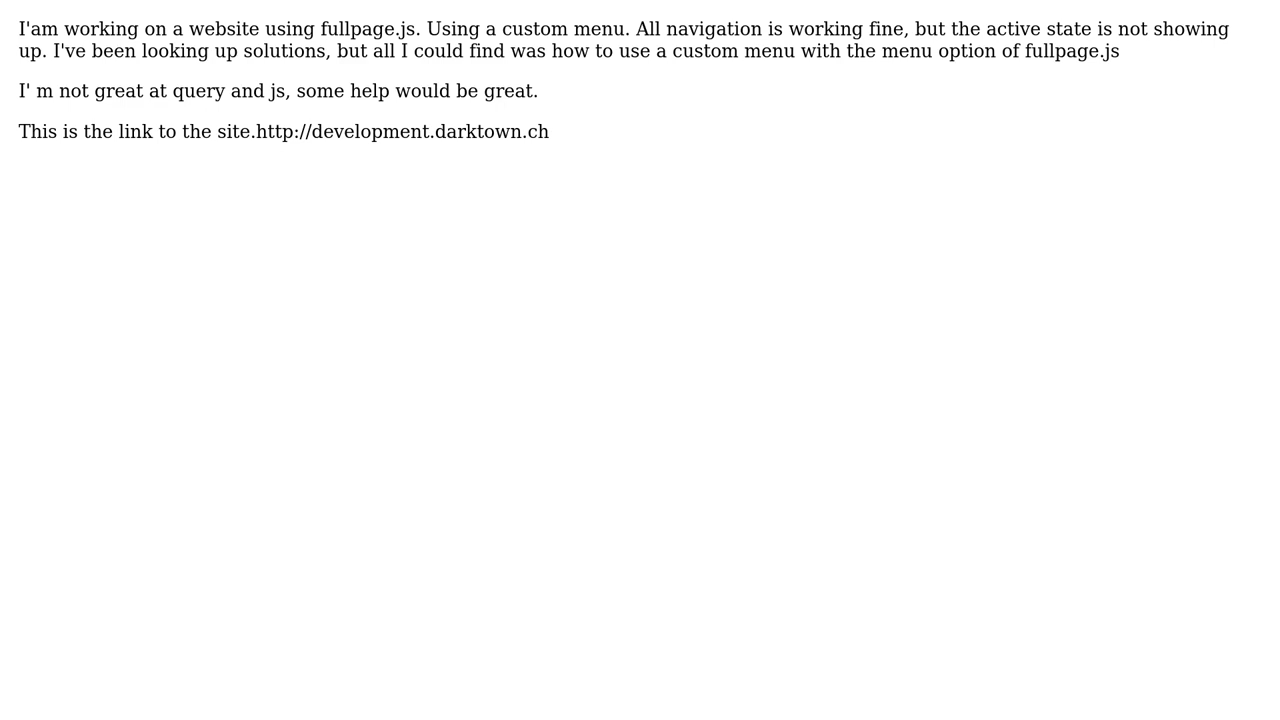 I'am working on a website using fullpage.js. Using a custom menu. All navigation is working fine, but the active state is not showing
up. I've been looking up solutions, but all I could find was how to use a custom menu with the menu option of fullpage.js
I' m not great at query and js, some help would be great.
This is the link to the site.http://development.darktown.ch